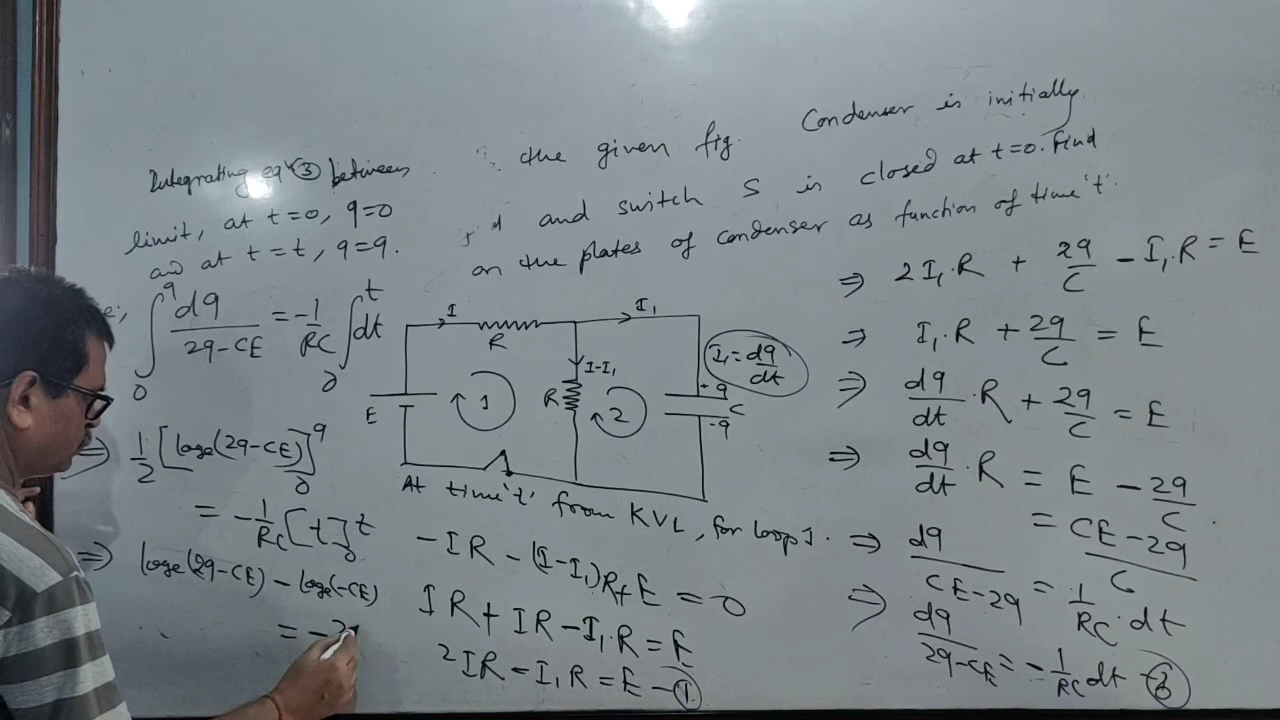 the given fig. Condenser is initially
and switch S is closed at t=0. Find
on the plates of condenser as function of time 't'.
Integrating eqⁿ ③ between
limit, at t=0, q=0
and at t=t, q=q.
∫₀^q dq/(2q-CE) = -1/RC ∫₀^t dt
⇒ 1/2 [loge(2q-CE)]₀^q
= -1/RC [t]₀^t
⇒ loge(2q-CE) - loge(-CE)
= -2
I
R
I₁
I-I₁
R
E
1
2
I₁ = dq/dt
+q
C
-q
At time 't' from KVL, for loop 1.
-IR - (I-I₁)R + E = 0
IR + IR - I₁.R = E
2IR - I₁R = E -①
⇒ 2I₁.R + 2q/C - I₁.R = E
⇒ I₁.R + 2q/C = E
⇒ dq/dt .R + 2q/C = E
⇒ dq/dt .R = E - 2q/C
= CE-2q/C
⇒ dq/CE-2q = 1/RC .dt
⇒ dq/2q-CE = -1/RC dt -③